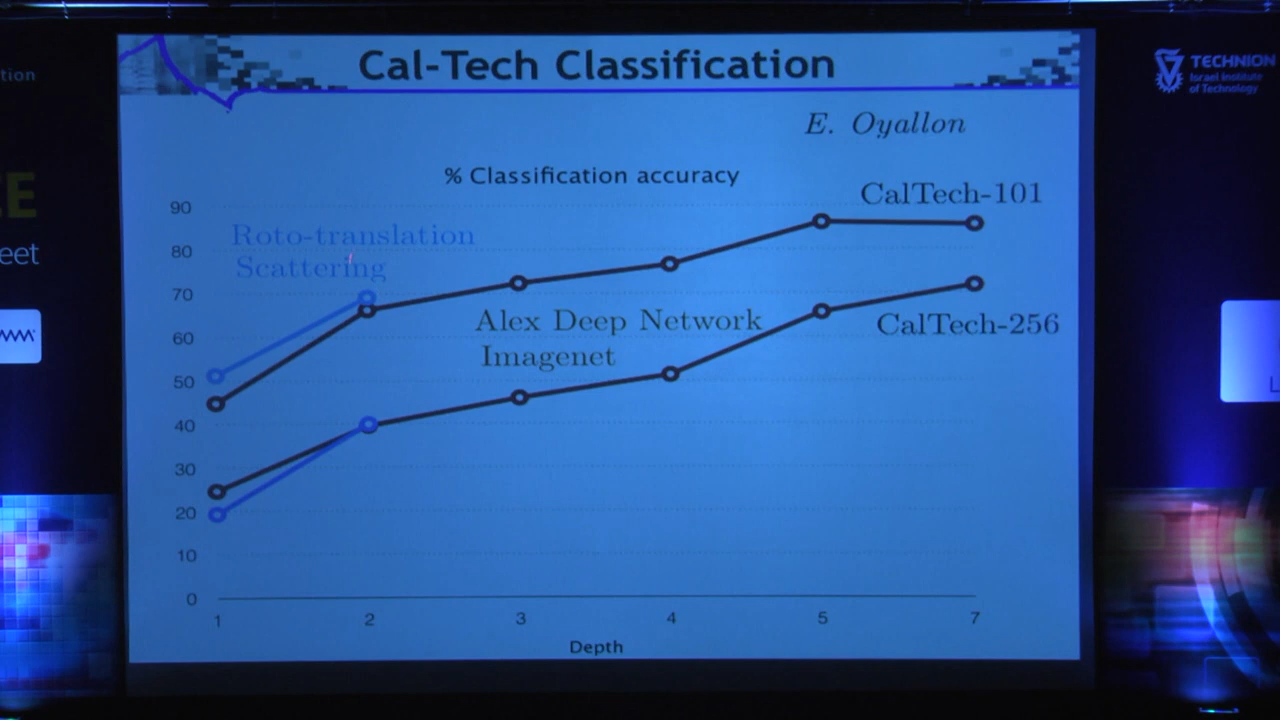 Cal-Tech Classification
E. Oyallon
% Classification accuracy
CalTech-101
Roto-translation
Scattering
Alex Deep Network
Imagenet
CalTech-256
90
80
70
60
50
40
30
20
10
0
1 2 3 4 5 7
Depth
tion
E
eet
TECHNION
Israel Institute
of Technology
L